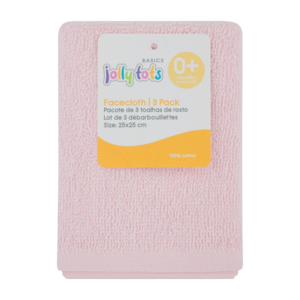 BASICS
jolly tots
0+
Facecloth | 3 Pack
Pacote de 3 toalhas de rosto
Lot de 3 débarbouillettes
Size: 25x25 cm
100% cotton